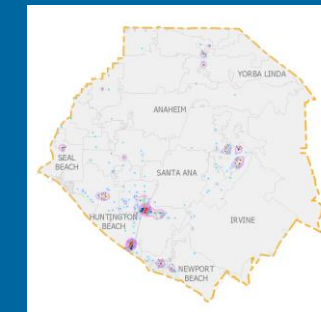 YORBA LINDA
ANAHEIM
SEAL
BEACH
SANTA ANA
HUNTINGTON
BEACH
IRVINE
NEWPORT
BEACH